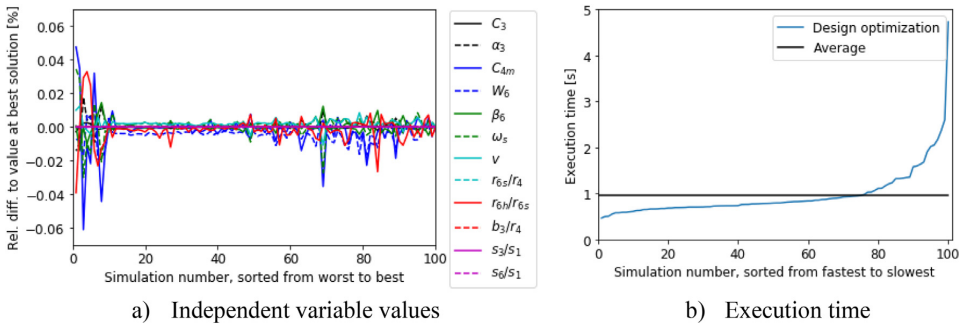 Rel. diff. to value at best solution [%]
0.06
0.04
0.02
0.00
−0.02
−0.04
−0.06
0 20 40 60 80 100
Simulation number, sorted from worst to best
C₃
α₃
C₄ₘ
W₆
β₆
ωₛ
v
r₆ₛ/r₄
r₆ₕ/r₆ₛ
b₃/r₄
s₃/s₁
s₆/s₁
a) Independent variable values
Execution time [s]
5
4
3
2
1
0
0 20 40 60 80 100
Simulation number, sorted from fastest to slowest
Design optimization
Average
b) Execution time